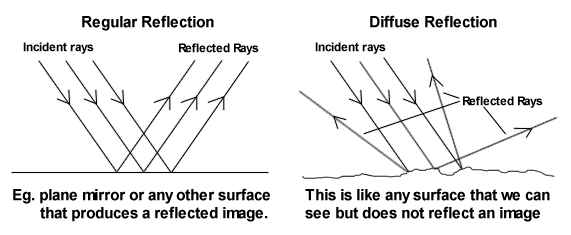 Regular Reflection
Incident rays
Reflected Rays
Eg. plane mirror or any other surface
that produces a reflected image.
Diffuse Reflection
Incident rays
Reflected Rays
This is like any surface that we can
see but does not reflect an image